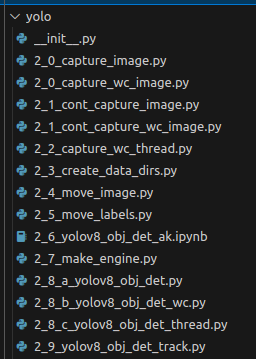 yolo
__init__.py
2_0_capture_image.py
2_0_capture_wc_image.py
2_1_cont_capture_image.py
2_1_cont_capture_wc_image.py
2_2_capture_wc_thread.py
2_3_create_data_dirs.py
2_4_move_image.py
2_5_move_labels.py
2_6_yolov8_obj_det_ak.ipynb
2_7_make_engine.py
2_8_a_yolov8_obj_det.py
2_8_b_yolov8_obj_det_wc.py
2_8_c_yolov8_obj_det_thread.py
2_9_yolov8_obj_det_track.py